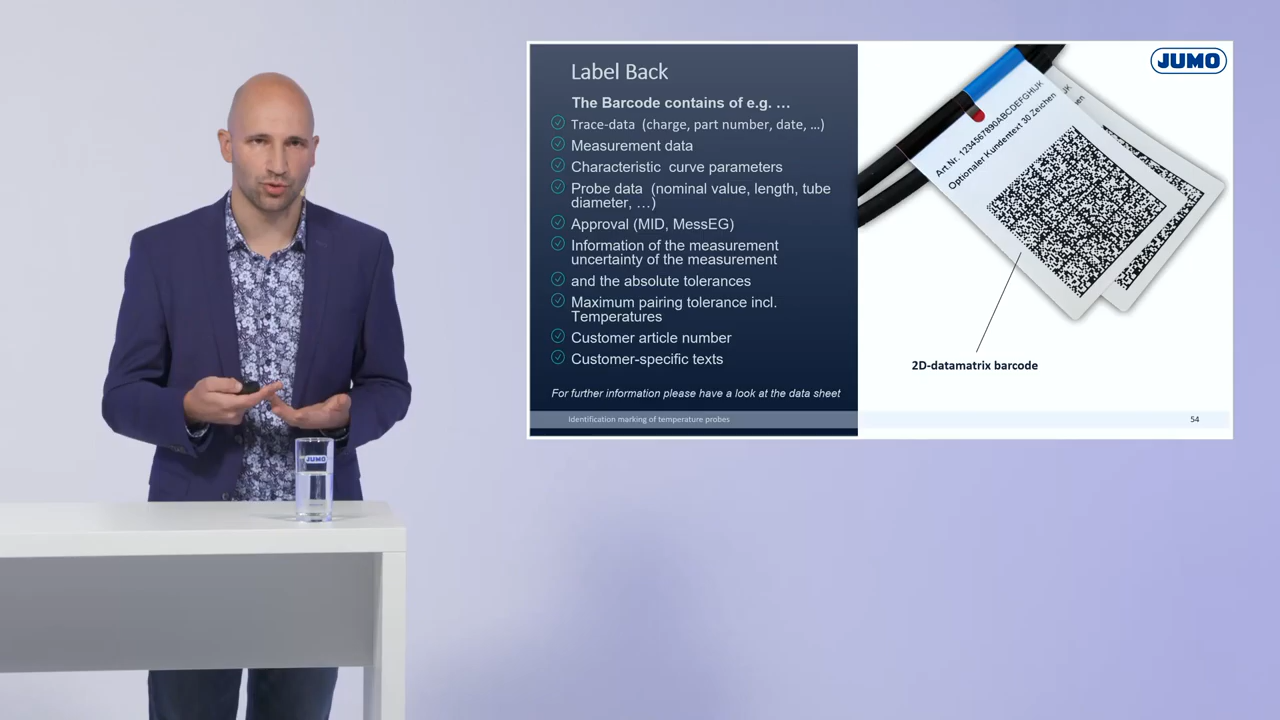 Label Back
The Barcode contains of e.g. …
Trace-data (charge, part number, date, …)
Measurement data
Characteristic curve parameters
Probe data (nominal value, length, tube
diameter, …)
Approval (MID, MessEG)
Information of the measurement
uncertainty of the measurement
and the absolute tolerances
Maximum pairing tolerance incl.
Temperatures
Customer article number
Customer-specific texts
For further information please have a look at the data sheet
Identification marking of temperature probes
JUMO
Art.Nr. 1234567890ABCDEFGHIJK
Optionaler Kundentext 30 Zeichen
JK
hen
2D-datamatrix barcode
54
JUMO